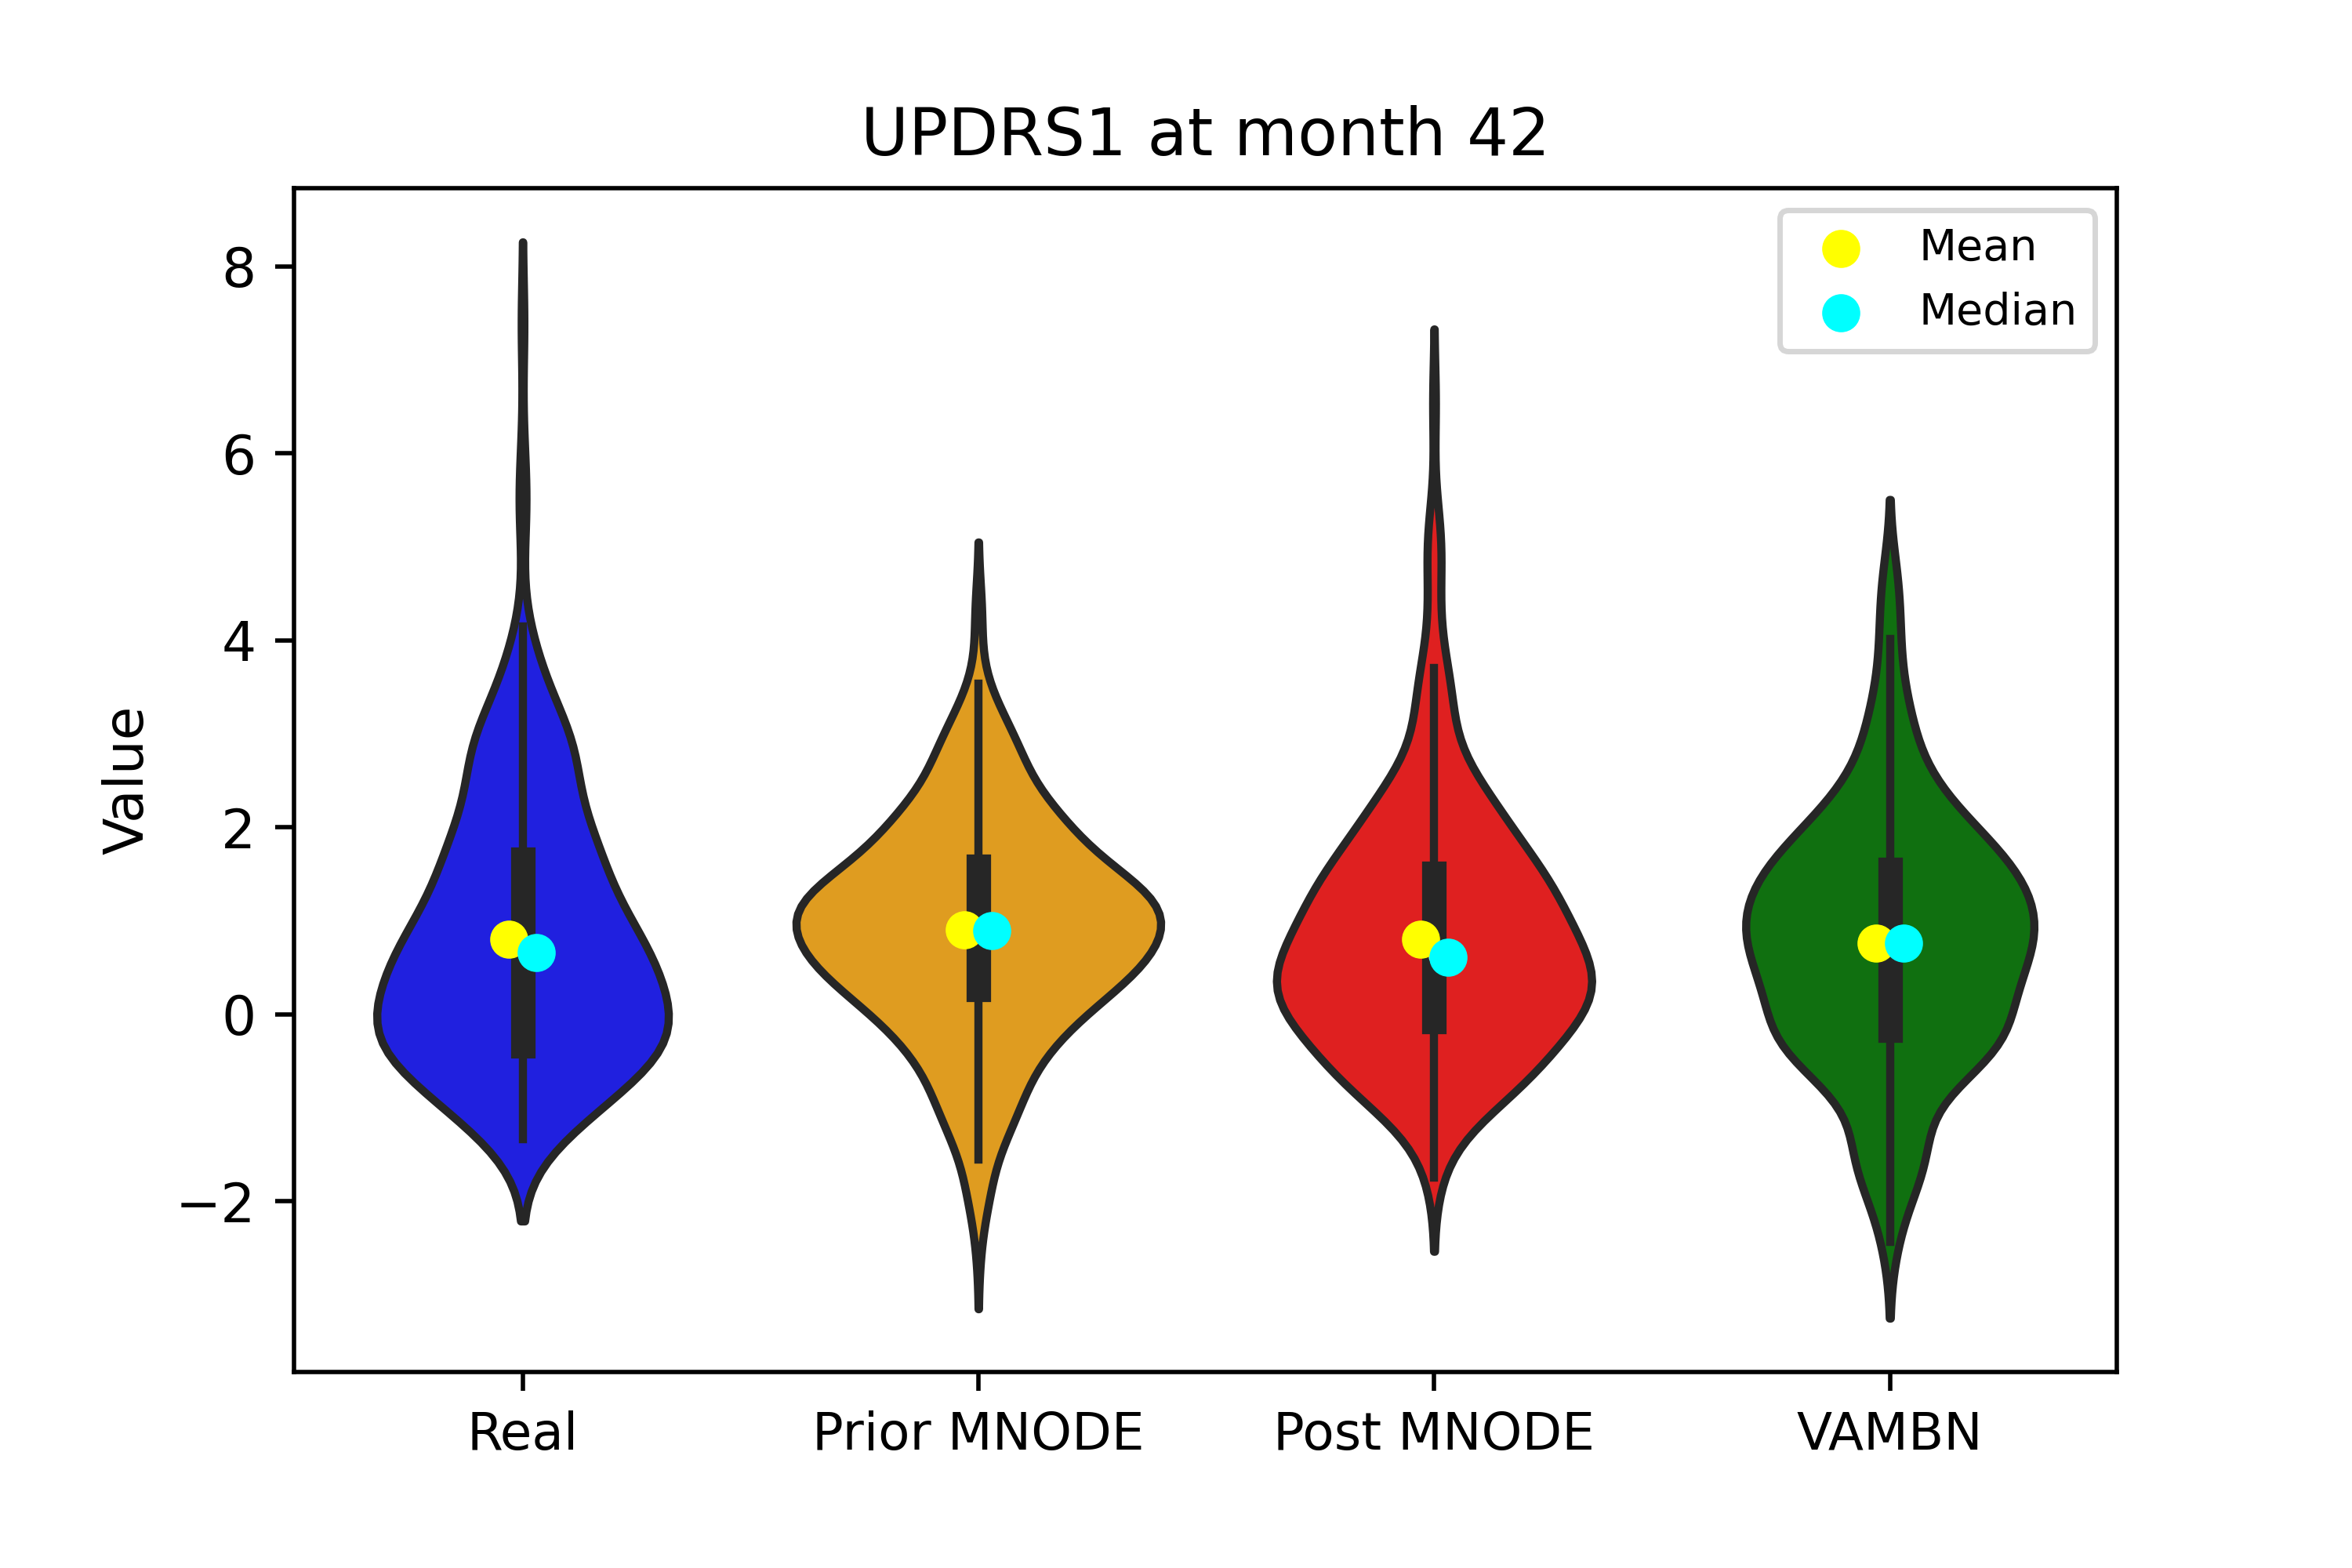 UPDRS1 at month 42
Mean
Median
8
6
4
2
0
−2
Value
Real
Prior MNODE
Post MNODE
VAMBN